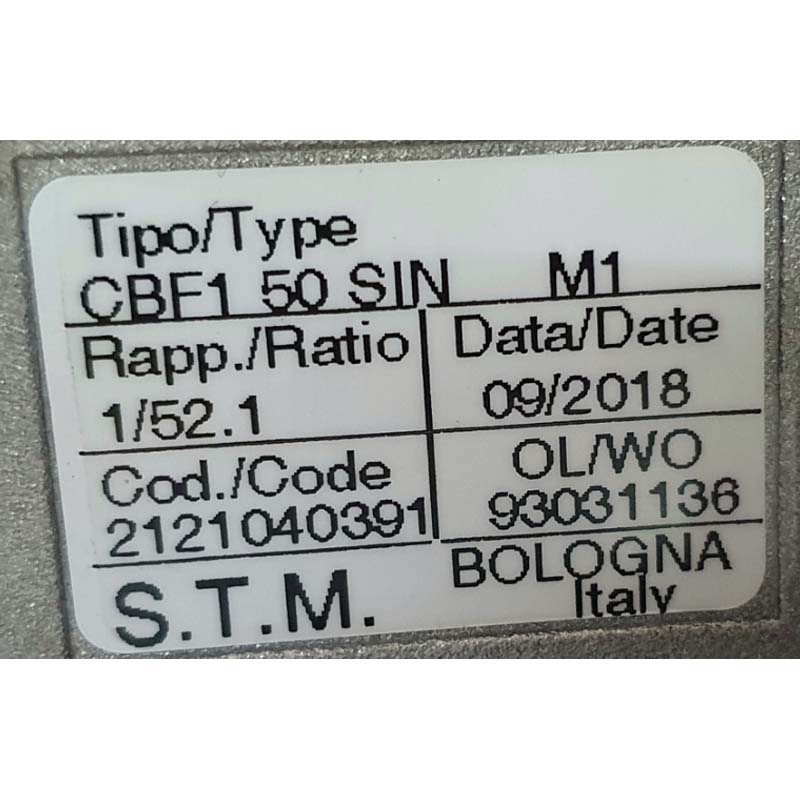 Tipo/Type
CBF1 50 SIN M1
Rapp./Ratio
1/52.1
Data/Date
09/2018
Cod./Code
2121040391
OL/WO
93031136
S.T.M.
BOLOGNA
Italy